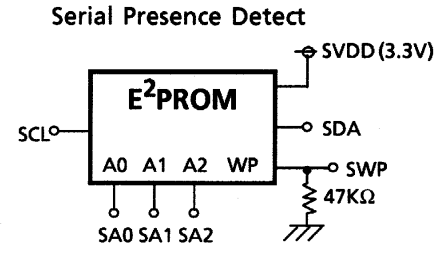 Serial Presence Detect
SVDD (3.3V)
E²PROM
SCL
SDA
A0 A1 A2 WP
SWP
47KΩ
SA0 SA1 SA2